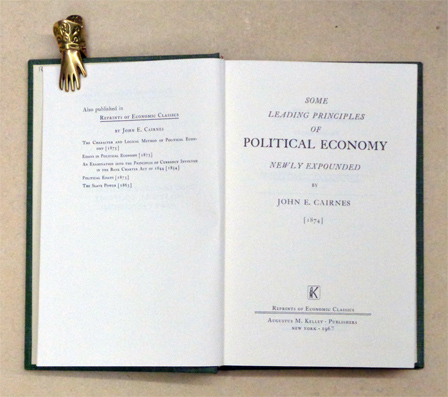 Also published in
Reprints of Economic Classics
by John E. Cairnes
The Character and Logical Method of Political Econ-
omy [1875]
Essays in Political Economy [1873]
An Examination into the Principles of Currency Involved
in the Bank Charter Act of 1844 [1854]
Political Essays [1873]
The Slave Power [1863]
SOME
LEADING PRINCIPLES
OF
POLITICAL ECONOMY
NEWLY EXPOUNDED
BY
JOHN E. CAIRNES
[1874]
K
Reprints of Economic Classics
Augustus M. Kelley · Publishers
NEW YORK · 1967